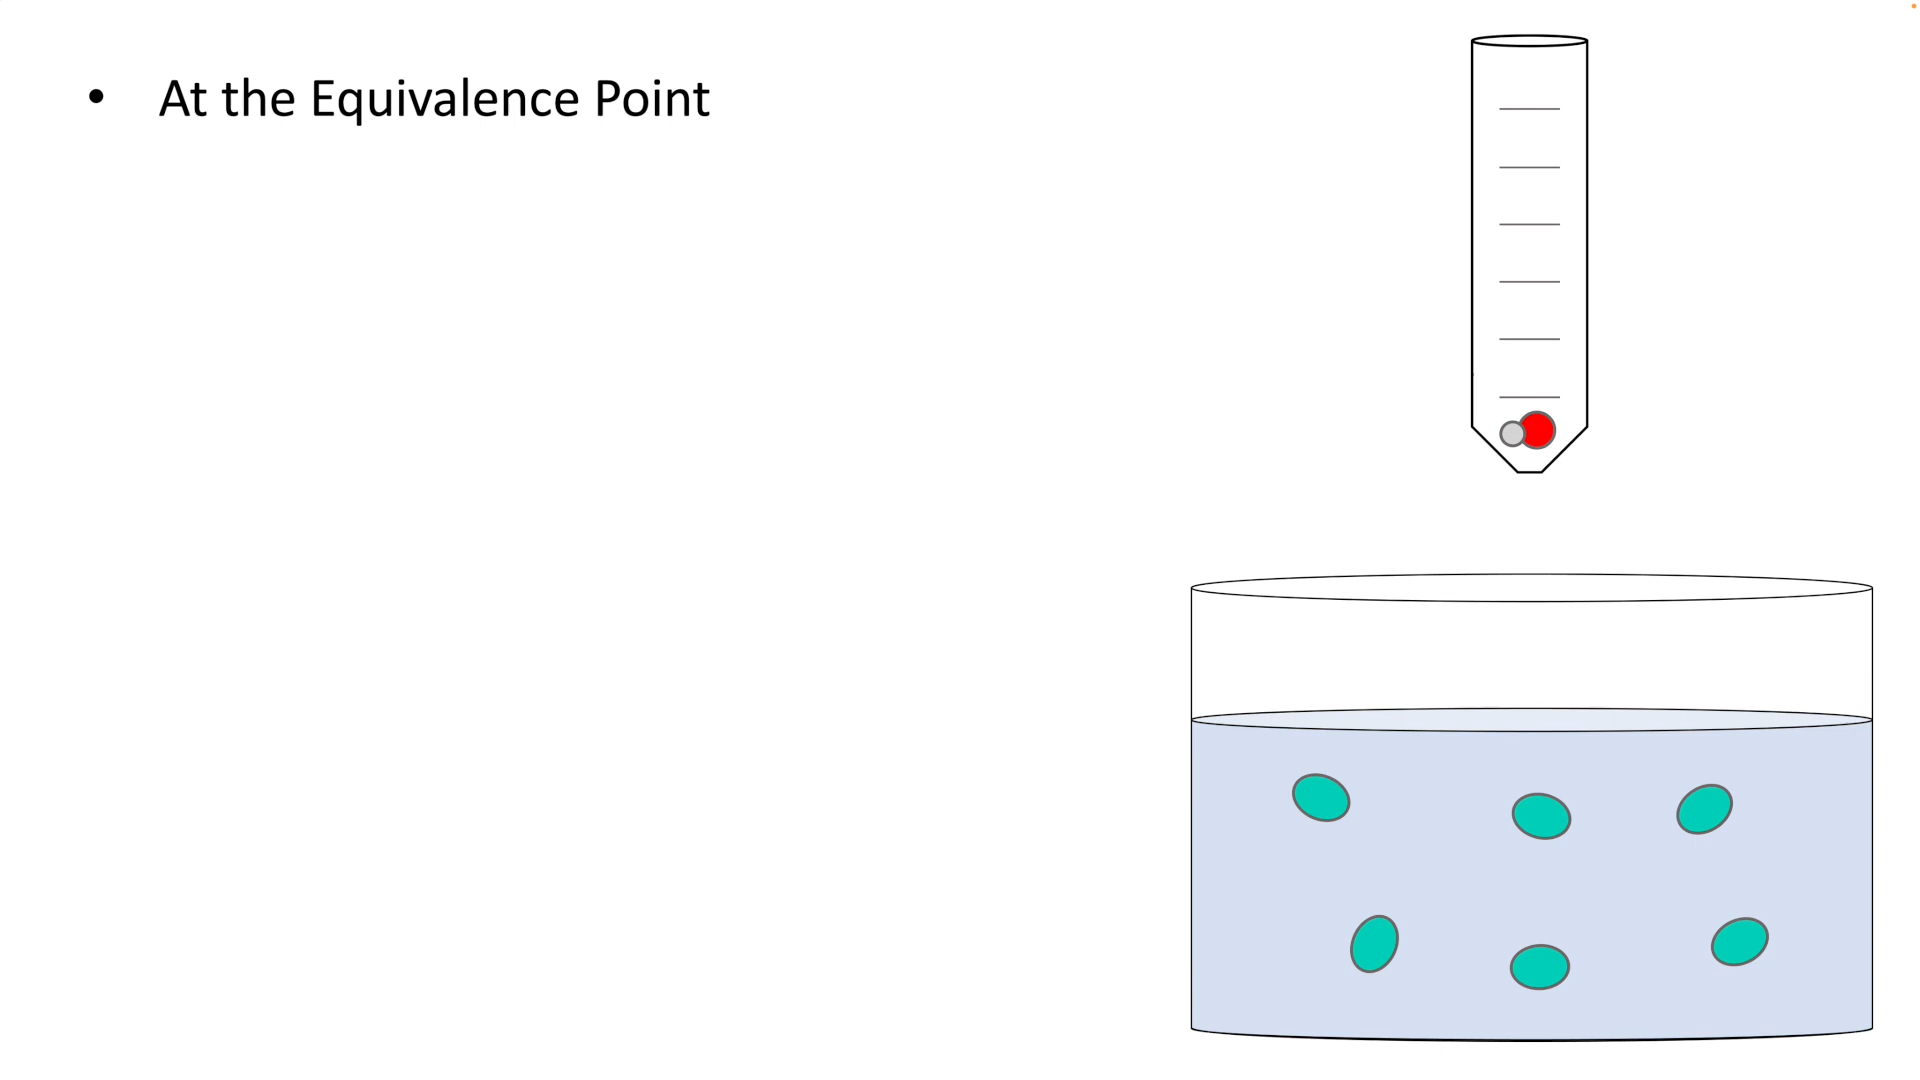 • At the Equivalence Point